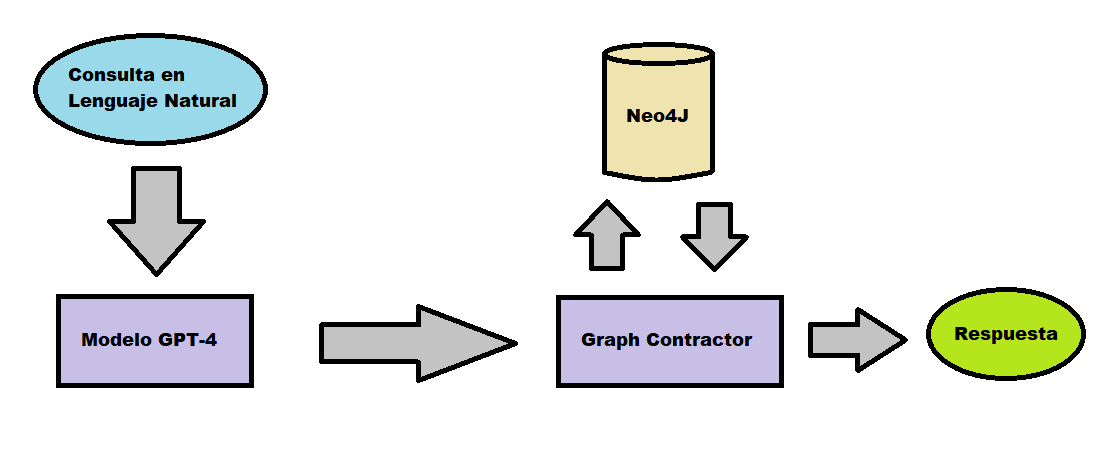 Consulta en
Lenguaje Natural
Neo4J
Modelo GPT-4
Graph Contractor
Respuesta